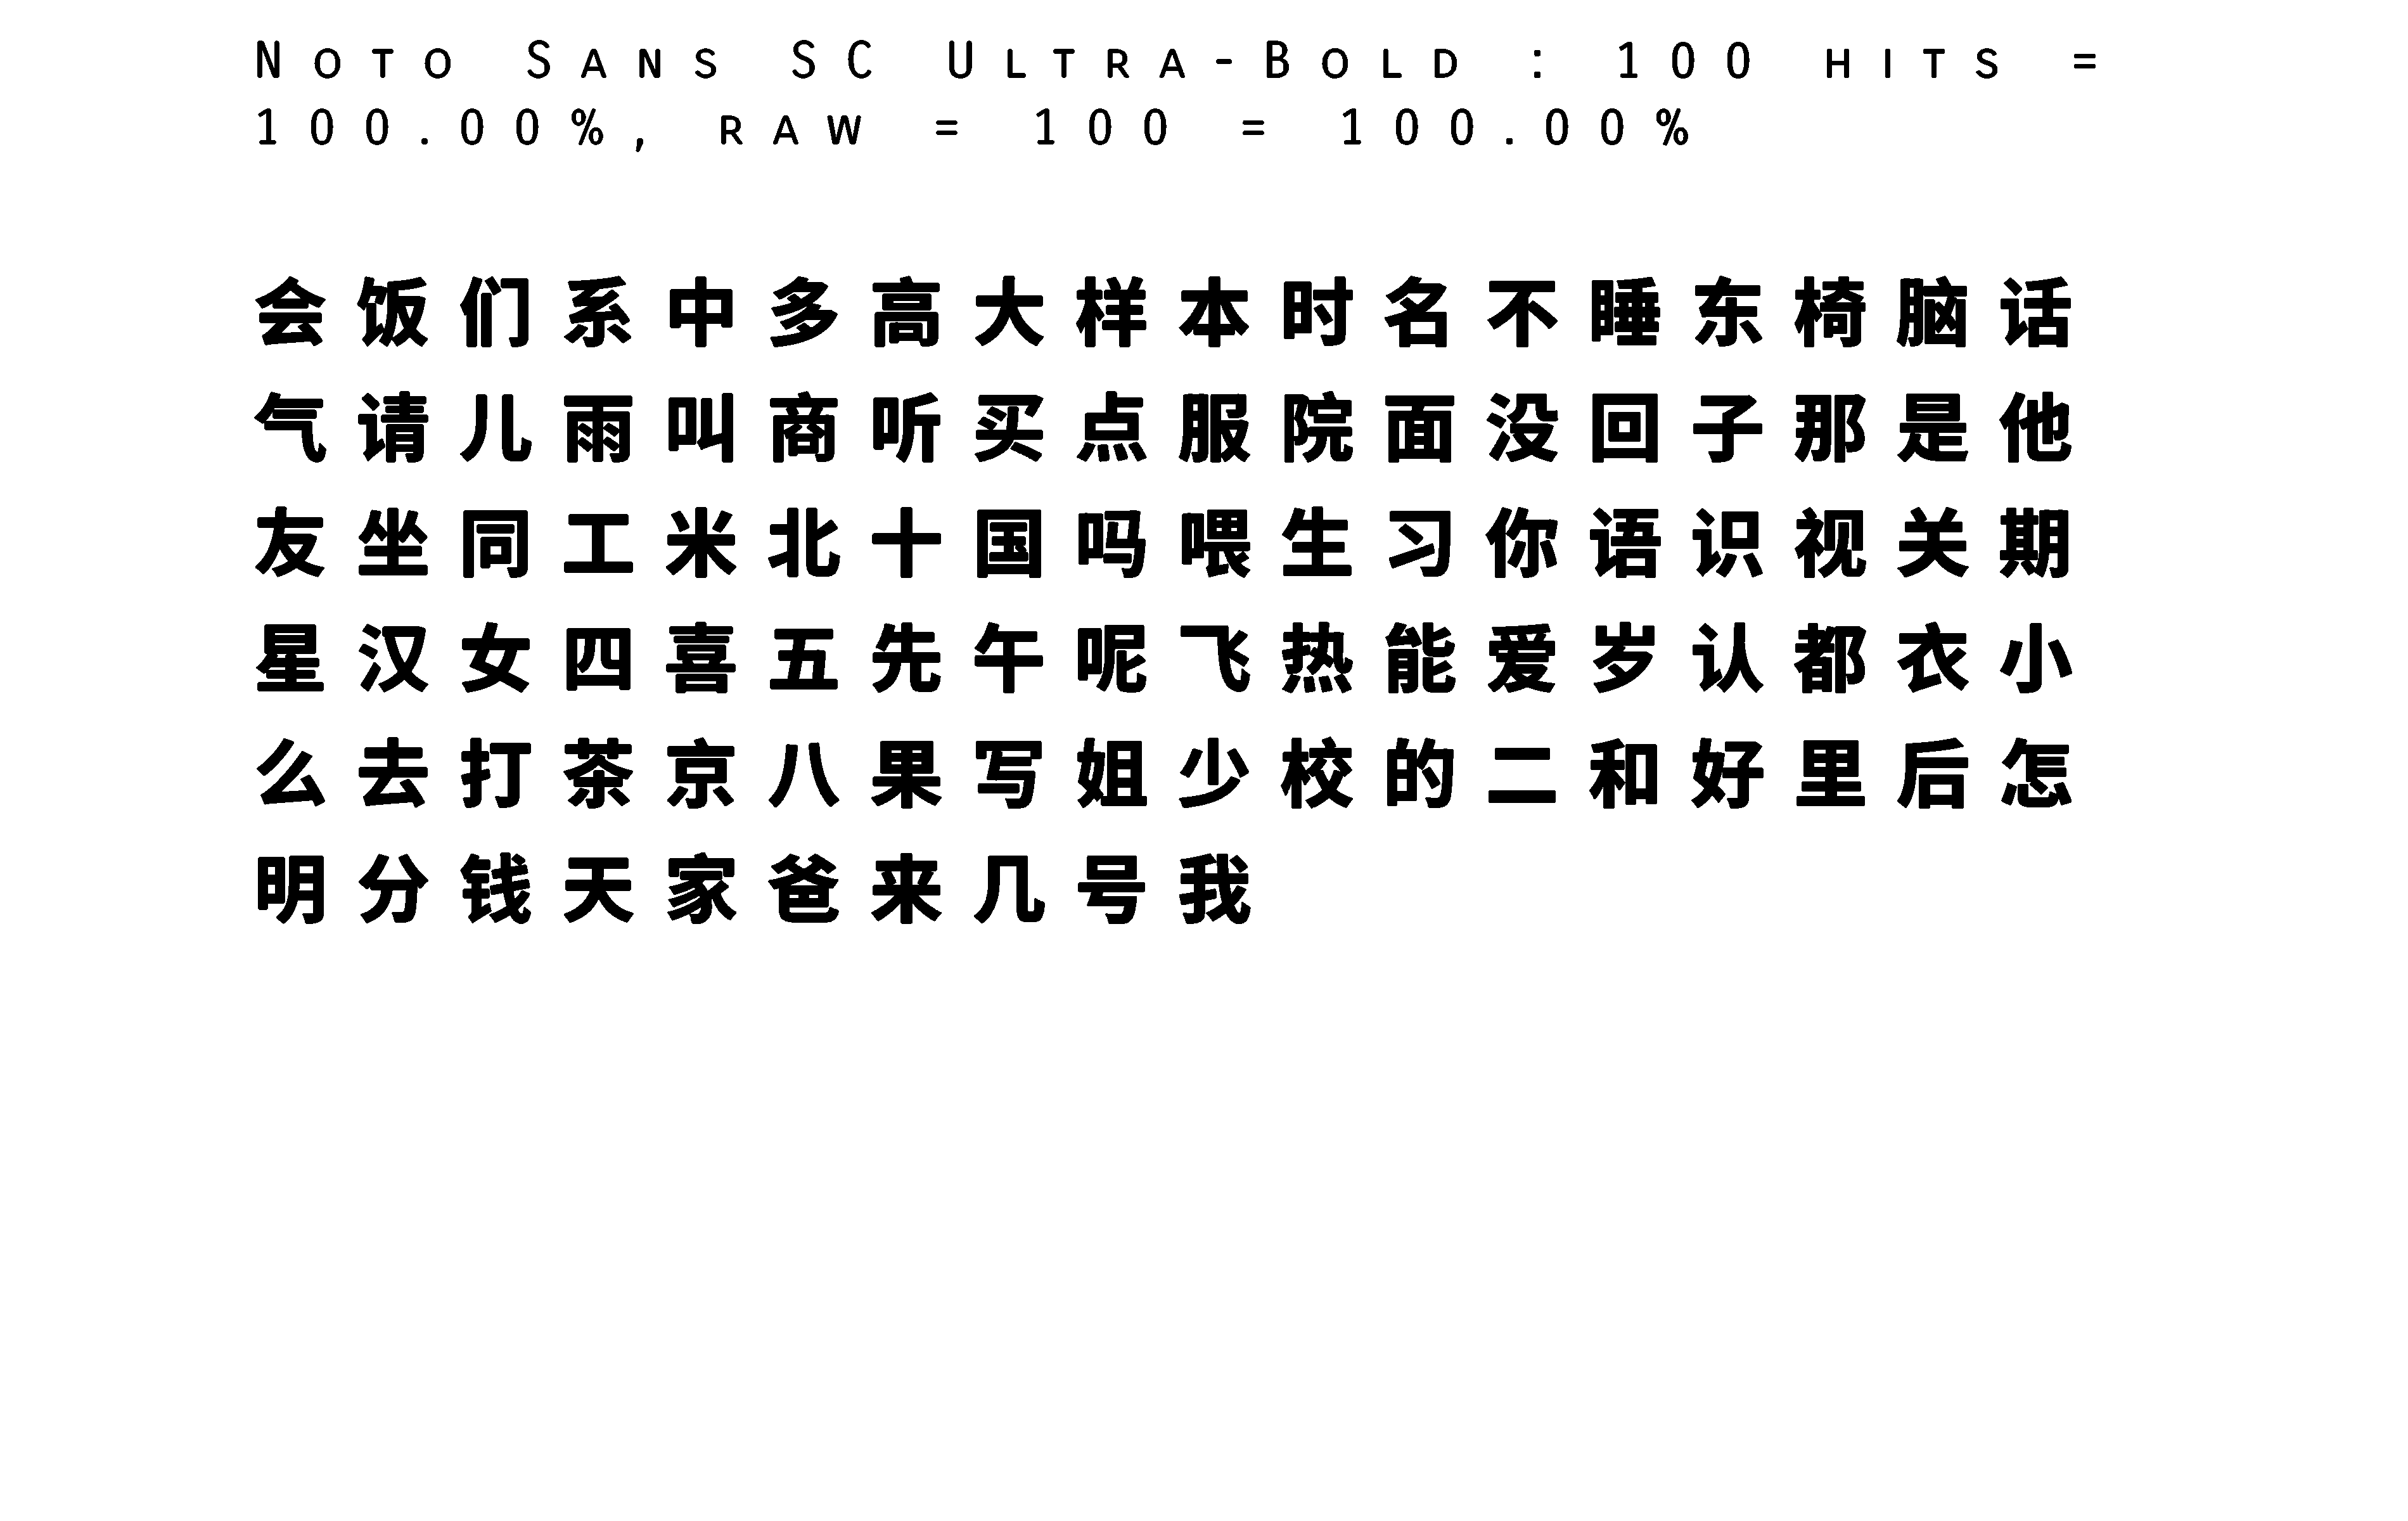 Noto Sans SC Ultra-Bold : 100 hits =
100.00%, raw = 100 = 100.00%
会饭们系中多高大样本时名不睡东椅脑话
气请儿雨叫商听买点服院面没回子那是他
友坐同工米北十国吗喂生习你语识视关期
星汉女四喜五先午呢飞热能爱岁认都衣小
么去打茶京八果写姐少校的二和好里后怎
明分钱天家爸来几号我